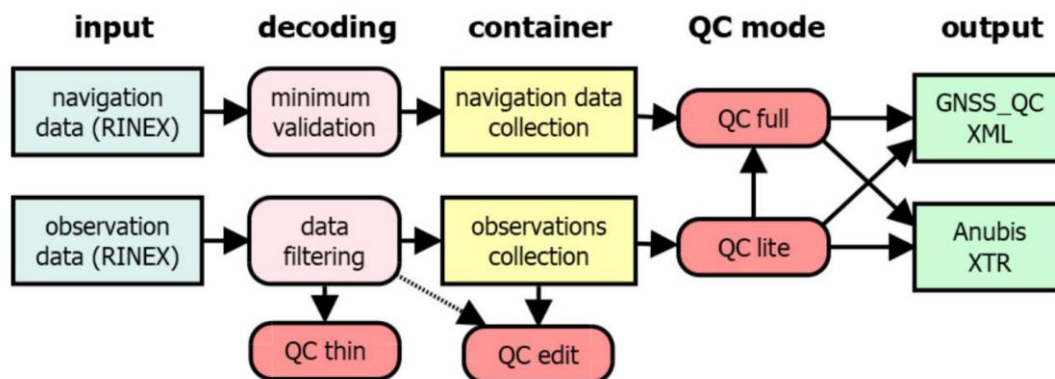 input decoding container QC mode output
navigation
data (RINEX)
minimum
validation
navigation data
collection
QC full
GNSS_QC
XML
observation
data (RINEX)
data
filtering
observations
collection
QC lite
Anubis
XTR
QC thin
QC edit